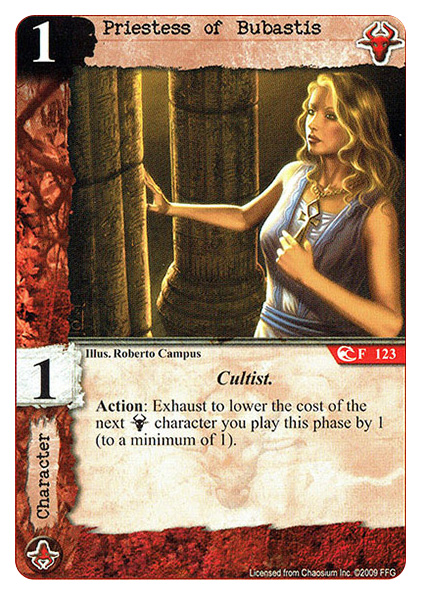 1
Priestess of Bubastis
Illus. Roberto Campus
F 123
1
Cultist.
Action: Exhaust to lower the cost of the
next character you play this phase by 1
(to a minimum of 1).
Character
Licensed from Chaosium Inc. ©2009 FFG